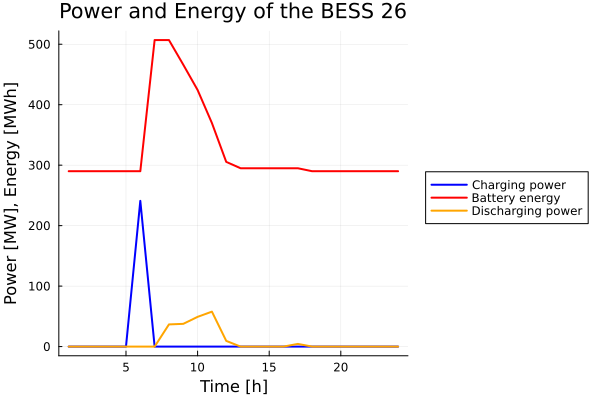 Power and Energy of the BESS 26
Power [MW], Energy [MWh]
500
400
300
200
100
0
5 10 15 20
Time [h]
Charging power
Battery energy
Discharging power